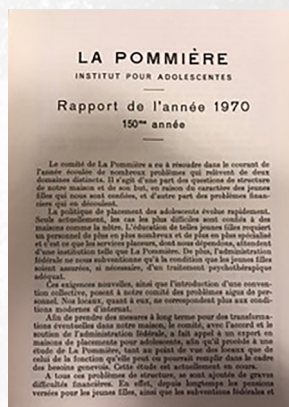 LA POMMIÈRE
INSTITUT POUR ADOLESCENTES
Rapport de l'année 1970
150me année
Le comité de La Pommière a eu à résoudre dans le courant de
l'année écoulée de nombreux problèmes qui relèvent de deux
domaines distincts. Il s'agit d'une part des questions de structure
de notre maison et de son but, en raison du caractère des jeunes
filles qui nous sont confiées, et d'autre part des problèmes finan-
ciers qui en découlent.
La politique de placement des adolescents évolue rapidement.
Seuls actuellement, les cas les plus difficiles sont confiés à des
maisons comme la nôtre. L'éducation de telles jeunes filles requiert
un personnel de plus en plus nombreux et de plus en plus spécialisé
et c'est ce que les services placeurs, dont nous dépendons, attendent
d'une institution telle que La Pommière. De plus, l'administration
fédérale ne nous subventionne qu'à la condition que les jeunes filles
soient assurées, si nécessaire, d'un traitement psychothérapique
adéquat.
Ces exigences nouvelles, ainsi que l'introduction d'une conven-
tion collective, posent à notre comité des problèmes aigus de per-
sonnel. Nos locaux, quant à eux, ne correspondent plus aux condi-
tions modernes d'internat.
Afin de prendre des mesures à long terme pour des transforma-
tions éventuelles dans notre maison, le comité, avec l'accord et le
soutien de l'administration fédérale, a fait appel à un expert en
maisons de placements pour adolescents, afin qu'il procède à une
étude de La Pommière, tant au point de vue des locaux que de
celui de la fonction qu'elle peut ou pourrait remplir dans le cadre
des besoins genevois. Cette étude est actuellement en cours.
A tous ces problèmes de structure, se sont ajoutés de graves
difficultés financières. En effet, depuis longtemps les pensions
versées pour les jeunes filles, ainsi que les subventions fédérales et